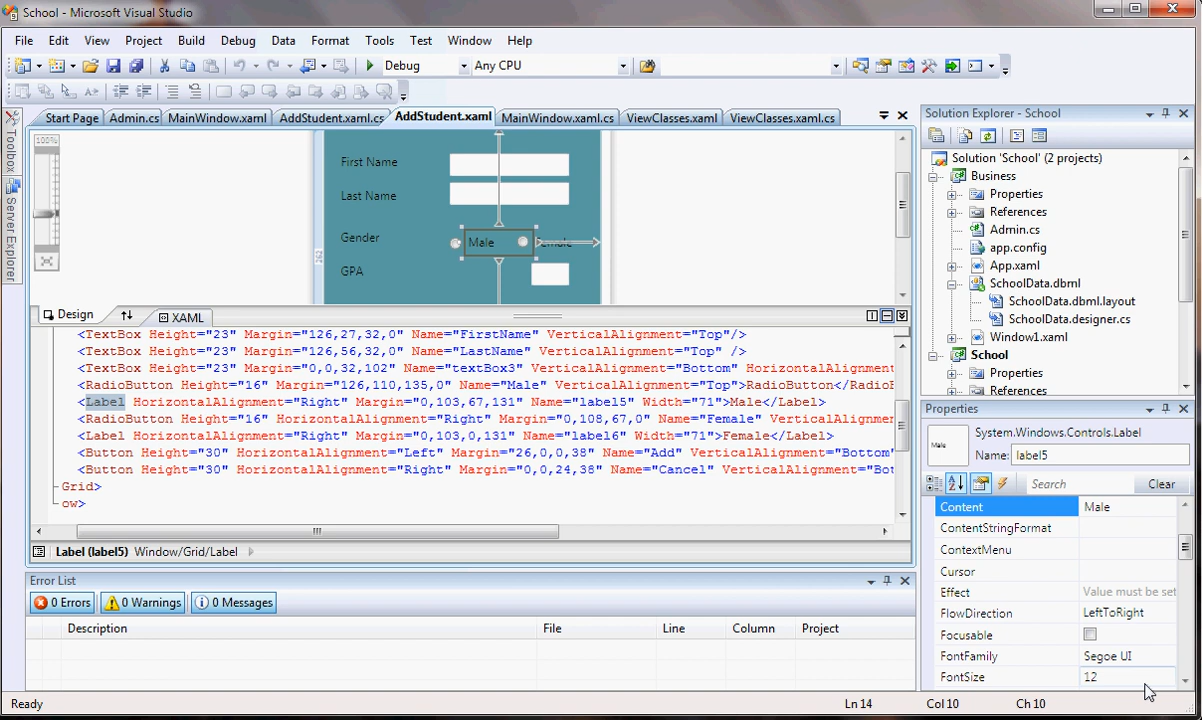 School - Microsoft Visual Studio
File Edit View Project Build Debug Data Format Tools Test Window Help
Debug Any CPU
Start Page Admin.cs MainWindow.xaml AddStudent.xaml.cs AddStudent.xaml MainWindow.xaml.cs ViewClasses.xaml ViewClasses.xaml.cs
Toolbox
Server Explorer
100%
First Name
Last Name
Gender Male Female
GPA
Design XAML
<TextBox Height="23" Margin="126,27,32,0" Name="FirstName" VerticalAlignment="Top"/>
<TextBox Height="23" Margin="126,56,32,0" Name="LastName" VerticalAlignment="Top" />
<TextBox Height="23" Margin="0,0,32,102" Name="textBox3" VerticalAlignment="Bottom" HorizontalAlignmen
<RadioButton Height="16" Margin="126,110,135,0" Name="Male" VerticalAlignment="Top">RadioButton</RadioB
<Label HorizontalAlignment="Right" Margin="0,103,67,131" Name="label5" Width="71">Male</Label>
<RadioButton Height="16" HorizontalAlignment="Right" Margin="0,108,67,0" Name="Female" VerticalAlignmen
<Label HorizontalAlignment="Right" Margin="0,103,0,131" Name="label6" Width="71">Female</Label>
<Button Height="30" HorizontalAlignment="Left" Margin="26,0,0,38" Name="Add" VerticalAlignment="Bottom"
<Button Height="30" HorizontalAlignment="Right" Margin="0,0,24,38" Name="Cancel" VerticalAlignment="Bot
Grid>
ow>
Label (label5) Window/Grid/Label
Error List
0 Errors 0 Warnings 0 Messages
Description File Line Column Project
Solution Explorer - School
Solution 'School' (2 projects)
Business
Properties
References
Admin.cs
app.config
App.xaml
SchoolData.dbml
SchoolData.dbml.layout
SchoolData.designer.cs
Window1.xaml
School
Properties
References
Properties
Male
System.Windows.Controls.Label
Name: label5
Search Clear
Content Male
ContentStringFormat
ContextMenu
Cursor
Effect Value must be set
FlowDirection LeftToRight
Focusable
FontFamily Segoe UI
FontSize 12
Ready Ln 14 Col 10 Ch 10